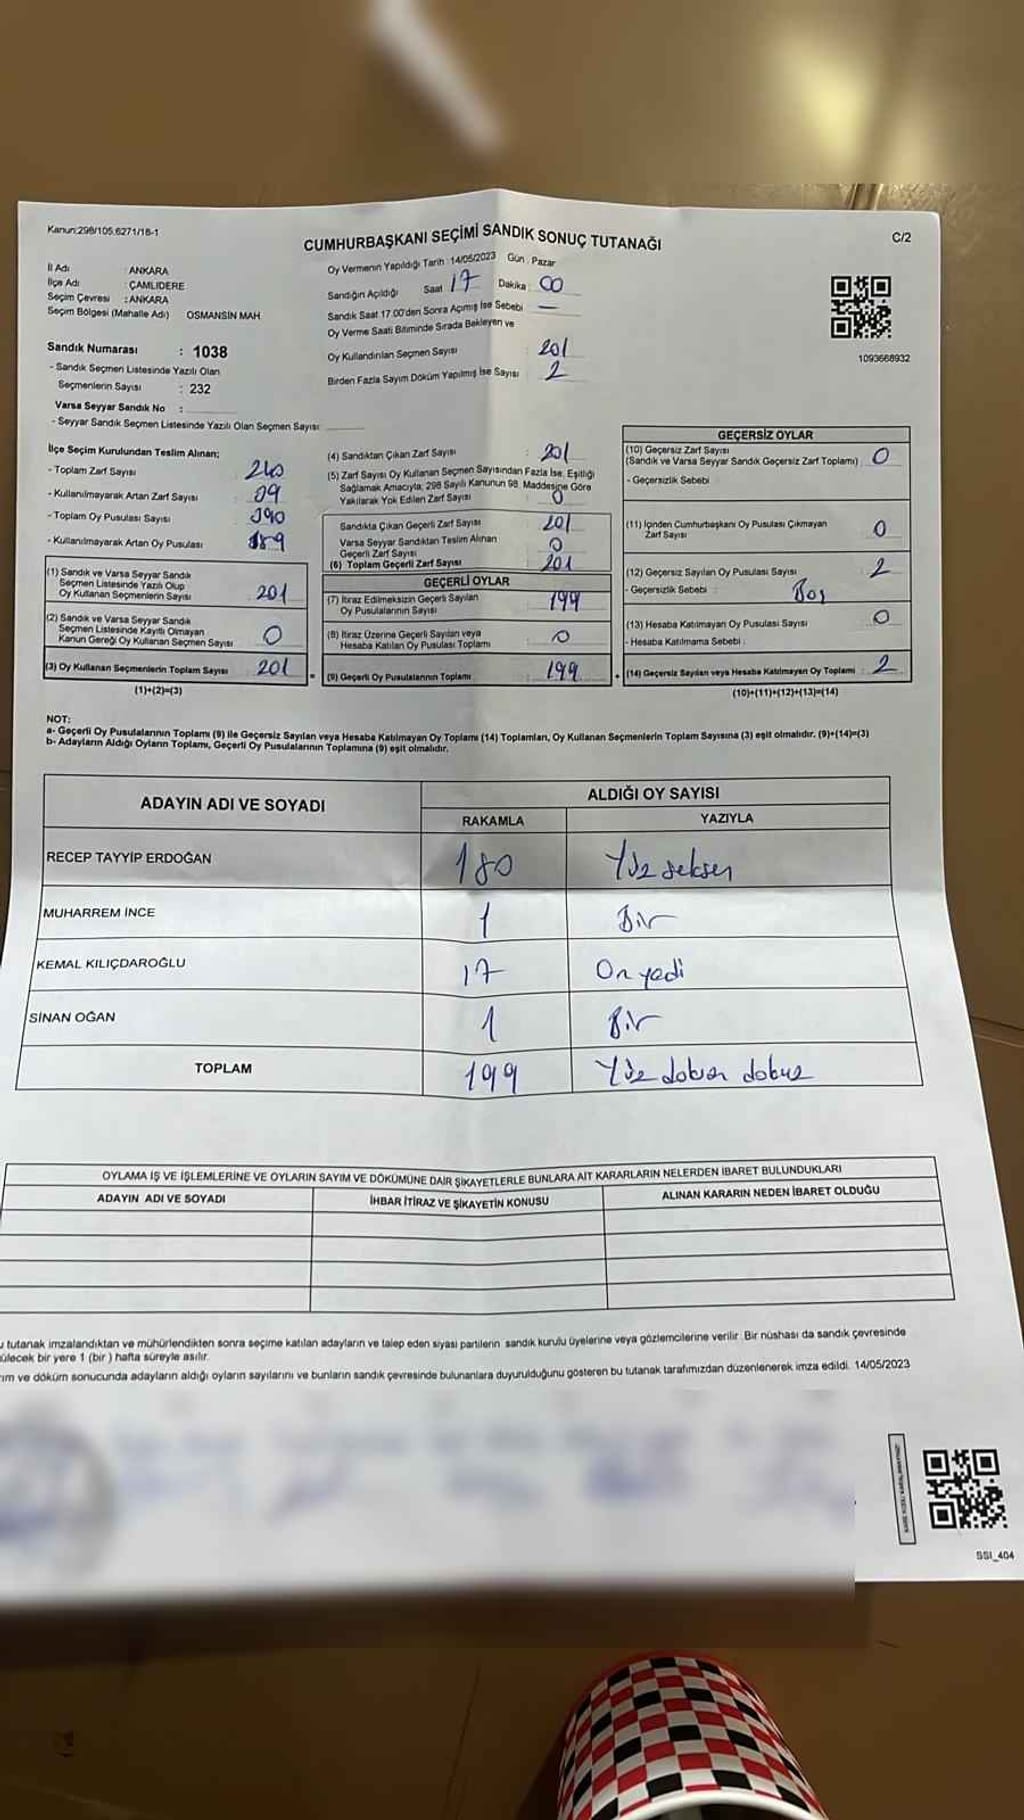 Kanun:298/105,6271/18-1
CUMHURBAŞKANI SEÇİMİ SANDIK SONUÇ TUTANAĞI
C/2
İl Adı : ANKARA
İlçe Adı : ÇAMLIDERE
Seçim Çevresi : ANKARA
Seçim Bölgesi (Mahalle Adı) OSMANSİN MAH.
Sandık Numarası : 1038
- Sandık Seçmen Listesinde Yazılı Olan
Seçmenlerin Sayısı : 232
Varsa Seyyar Sandık No :
- Seyyar Sandık Seçmen Listesinde Yazılı Olan Seçmen Sayısı:
Oy Vermenin Yapıldığı Tarih :14/05/2023 Gün : Pazar
Sandığın Açıldığı Saat 17 Dakika : 00
Sandık Saat 17.00'den Sonra Açımış İse Sebebi —
Oy Verme Saati Bitiminde Sırada Bekleyen ve
Oy Kullandırılan Seçmen Sayısı : 201
Birden Fazla Sayım Döküm Yapılmış İse Sayısı : 2
1093668932
İlçe Seçim Kurulundan Teslim Alınan;
- Toplam Zarf Sayısı 240
- Kullanılmayarak Artan Zarf Sayısı 09
- Toplam Oy Pusulası Sayısı 390
- Kullanılmayarak Artan Oy Pusulası : 189
(1) Sandık ve Varsa Seyyar Sandık
Seçmen Listesinde Yazılı Olup
Oy Kullanan Seçmenlerin Sayısı 201
(2) Sandık ve Varsa Seyyar Sandık
Seçmen Listesinde Kayıtlı Olmayan
Kanun Gereği Oy Kullanan Seçmen Sayısı 0
(3) Oy Kullanan Seçmenlerin Toplam Sayısı 201
(1)+(2)=(3)
(4) Sandıktan Çıkan Zarf Sayısı : 201
(5) Zarf Sayısı Oy Kullanan Seçmen Sayısından Fazla İse, Eşitliği
Sağlamak Amacıyla; 298 Sayılı Kanunun 98. Maddesine Göre
Yakılarak Yok Edilen Zarf Sayısı 0
Sandıkta Çıkan Geçerli Zarf Sayısı 201
Varsa Seyyar Sandıktan Teslim Alınan
Geçerli Zarf Sayısı 0
(6) Toplam Geçerli Zarf Sayısı 201
GEÇERLİ OYLAR
(7) İtiraz Edilmeksizin Geçerli Sayılan
Oy Pusulalarının Sayısı 199
(8) İtiraz Üzerine Geçerli Sayılan veya
Hesaba Katılan Oy Pusulası Toplamı 0
= (9) Geçerli Oy Pusulalarının Toplamı 199
GEÇERSİZ OYLAR
(10) Geçersiz Zarf Sayısı
(Sandık ve Varsa Seyyar Sandık Geçersiz Zarf Toplamı) 0
- Geçersizlik Sebebi
(11) İçinden Cumhurbaşkanı Oy Pusulası Çıkmayan
Zarf Sayısı 0
(12) Geçersiz Sayılan Oy Pusulası Sayısı 2
- Geçersizlik Sebebi : Boş
(13) Hesaba Katılmayan Oy Pusulası Sayısı 0
- Hesaba Katılmama Sebebi :
+ (14) Geçersiz Sayılan veya Hesaba Katılmayan Oy Toplamı 2
(10)+(11)+(12)+(13)=(14)
NOT:
a- Geçerli Oy Pusulalarının Toplamı (9) ile Geçersiz Sayılan veya Hesaba Katılmayan Oy Toplamı (14) Toplamları, Oy Kullanan Seçmenlerin Toplam Sayısına (3) eşit olmalıdır. (9)+(14)=(3)
b- Adayların Aldığı Oyların Toplamı, Geçerli Oy Pusulalarının Toplamına (9) eşit olmalıdır.
ADAYIN ADI VE SOYADI
ALDIĞI OY SAYISI
RAKAMLA YAZIYLA
RECEP TAYYİP ERDOĞAN 180 Yüz seksen
MUHARREM İNCE 1 Bir
KEMAL KILIÇDAROĞLU 17 On yedi
SİNAN OĞAN 1 Bir
TOPLAM 199 Yüz doksan dokuz
OYLAMA İŞ VE İŞLEMLERİNE VE OYLARIN SAYIM VE DÖKÜMÜNE DAİR ŞİKAYETLERLE BUNLARA AİT KARARLARIN NELERDEN İBARET BULUNDUKLARI
ADAYIN ADI VE SOYADI İHBAR İTİRAZ VE ŞİKAYETİN KONUSU ALINAN KARARIN NEDEN İBARET OLDUĞU
u tutanak imzalandıktan ve mühürlendikten sonra seçime katılan adayların ve talep eden siyasi partilerin sandık kurulu üyelerine veya gözlemcilerine verilir. Bir nüshası da sandık çevresinde
ülecek bir yere 1 (bir ) hafta süreyle asılır.
ım ve döküm sonucunda adayların aldığı oyların sayılarını ve bunların sandık çevresinde bulunanlara duyurulduğunu gösteren bu tutanak tarafımızdan düzenlenerek imza edildi. 14/05/2023
SSI_404